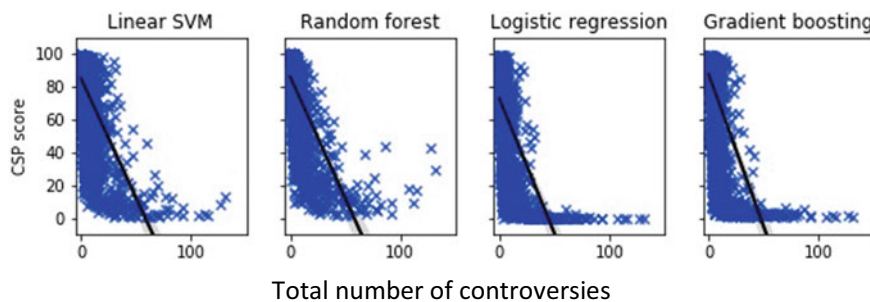 Linear SVM Random forest Logistic regression Gradient boosting
100
80
60
40
20
0
CSP score
0 100 0 100 0 100 0 100
Total number of controversies